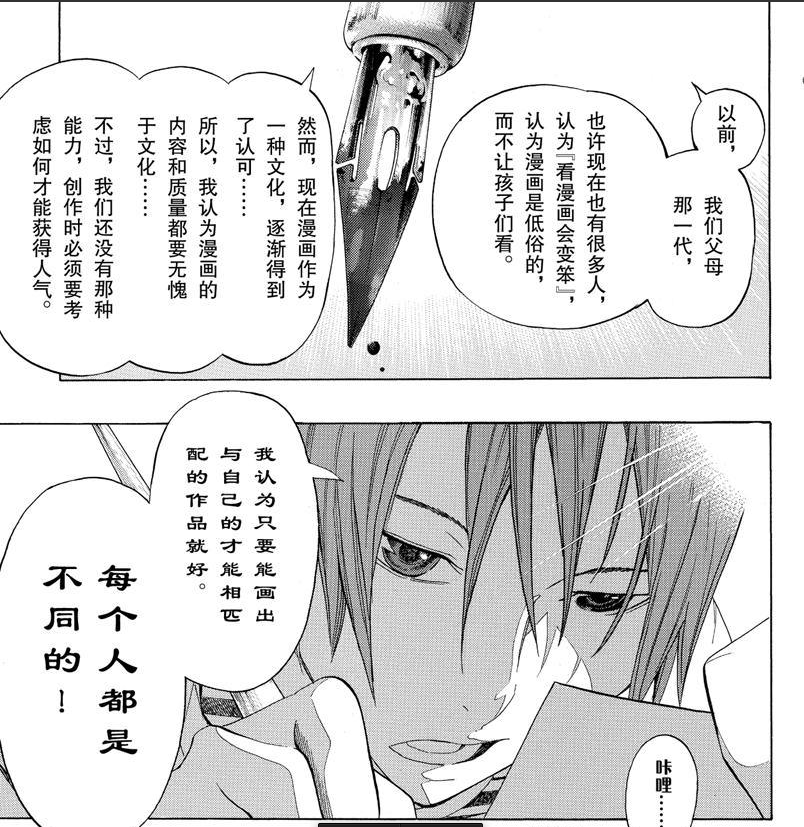 以前，
我们父母
那一代，
也许现在也有很多人，
认为『看漫画会变笨』，
认为漫画是低俗的，
而不让孩子们看。
然而，现在漫画作为
一种文化，逐渐得到
了认可……
所以，我认为漫画的
内容和质量都要无愧
于文化……
不过，我们还没有那种
能力，创作时必须要考
虑如何才能获得人气。
我认为只要能画出
与自己的才能相匹
配的作品就好。
每个人都是
不同的！
咔哩……